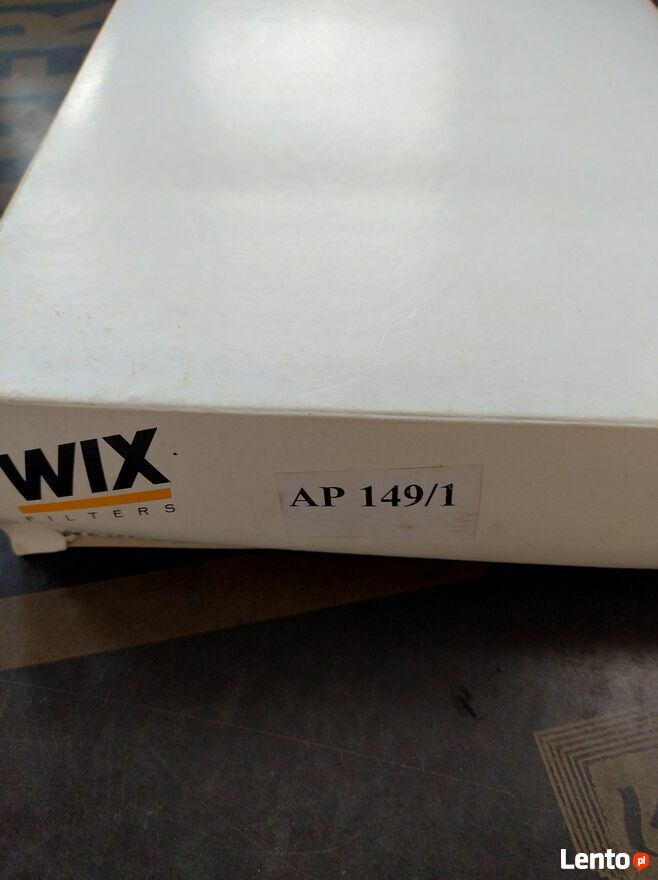 WIX
FILTERS
AP 149/1
Lento.pl